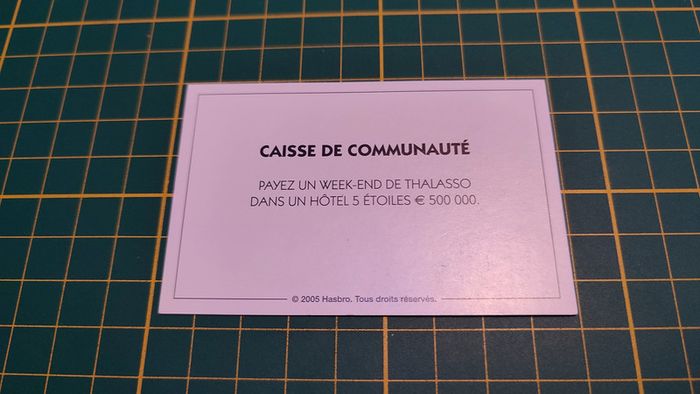 CAISSE DE COMMUNAUTÉ
PAYEZ UN WEEK-END DE THALASSO
DANS UN HÔTEL 5 ÉTOILES € 500 000.
© 2005 Hasbro. Tous droits réservés.